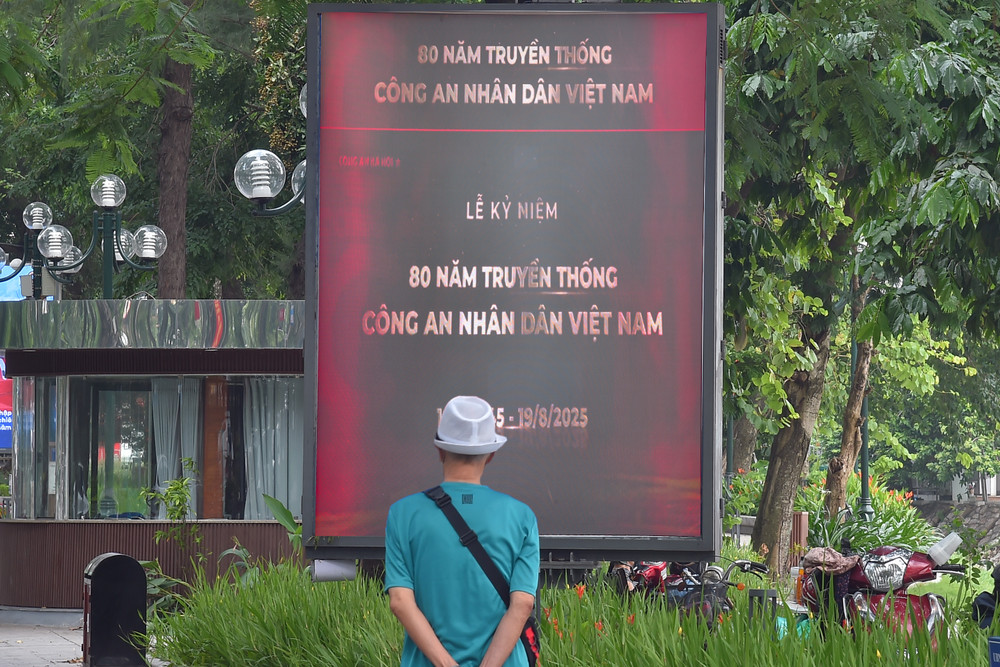 80 NĂM TRUYỀN THỐNG
CÔNG AN NHÂN DÂN VIỆT NAM
LỄ KỶ NIỆM
80 NĂM TRUYỀN THỐNG
CÔNG AN NHÂN DÂN VIỆT NAM
- 19/8/2025